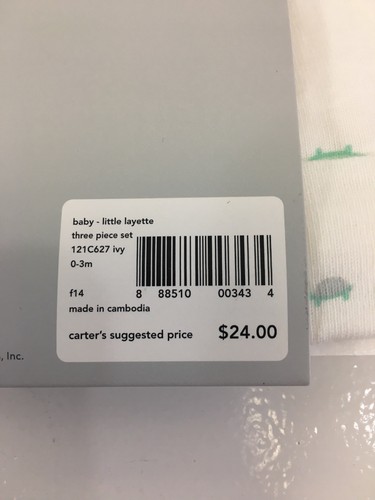 baby - little layette
three piece set
121C627 ivy
0-3m
f14
8 88510 00343 4
made in cambodia
carter's suggested price $24.00
, Inc.